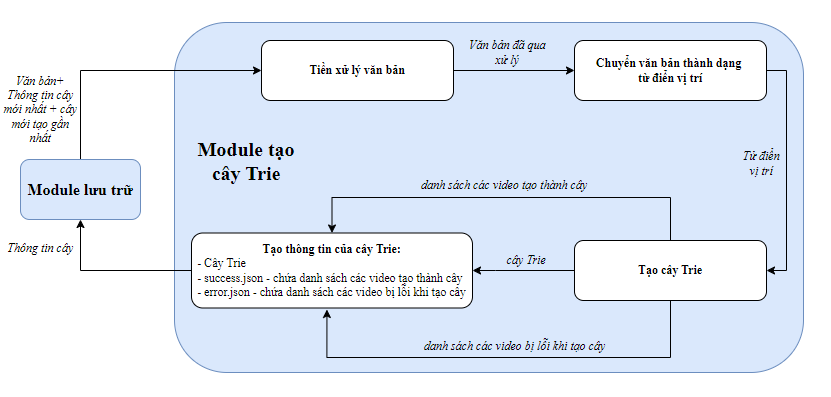 Văn bản+
Thông tin cây
mới nhất + cây
mới tạo gần
nhất
Tiền xử lý văn bản
Văn bản đã qua
xử lý
Chuyển văn bản thành dạng
từ điển vị trí
Module tạo
cây Trie
Từ điển
vị trí
Module lưu trữ
danh sách các video tạo thành cây
Thông tin cây
Tạo thông tin của cây Trie:
- Cây Trie
- success.json - chứa danh sách các video tạo thành cây
- error.json - chứa danh sách các video bị lỗi khi tạo cây
cây Trie
Tạo cây Trie
danh sách các video bị lỗi khi tạo cây